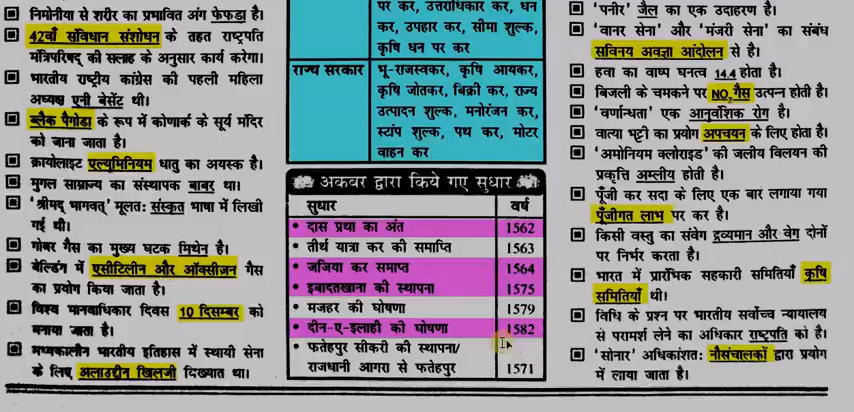 निमोनिया से शरीर का प्रभावित अंग फेफड़ा है।
42वाँ संविधान संशोधन के तहत राष्ट्रपति
मंत्रिपरिषद् की सलाह के अनुसार कार्य करेगा।
भारतीय राष्ट्रीय कांग्रेस की पहली महिला
अध्यक्ष एनी बेसेंट थी।
ब्लैक पैगोडा के रूप में कोणार्क के सूर्य मंदिर
को जाना जाता है।
क्रायोलाइट एल्युमिनियम धातु का अयस्क है।
मुगल साम्राज्य का संस्थापक बाबर था।
'श्रीमद् भागवत्' मूलत: संस्कृत भाषा में लिखी
गई थी।
गोबर गैस का मुख्य घटक मिथेन है।
बेल्डिंग में एसीटिलीन और ऑक्सीजन गैस
का प्रयोग किया जाता है।
विश्व मानवाधिकार दिवस 10 दिसम्बर को
मनाया जाता है।
मध्यकालीन भारतीय इतिहास में स्थायी सेना
के लिए अलाउद्दीन खिलजी विख्यात था।
पर कर, उत्तराधिकार कर, धन
कर, उपहार कर, सीमा शुल्क,
कृषि धन पर कर
राज्य सरकार
भू-राजस्वकर, कृषि आयकर,
कृषि जोतकर, बिक्री कर, राज्य
उत्पादन शुल्क, मनोरंजन कर,
स्टांप शुल्क, पथ कर, मोटर
वाहन कर
अकबर द्वारा किये गए सुधार
सुधार वर्ष
• दास प्रथा का अंत 1562
• तीर्थ यात्रा कर की समाप्ति 1563
• जजिया कर समाप्त 1564
• इबादतखाना की स्थापना 1575
• मजहर की घोषणा 1579
• दीन-ए-इलाही की घोषणा 1582
• फतेहपुर सीकरी की स्थापना/
राजधानी आगरा से फतेहपुर 1571
'पनीर' जैल का एक उदाहरण है।
'वानर सेना' और 'मंजरी सेना' का संबंध
सविनय अवज्ञा आंदोलन से है।
हवा का वाष्प घनत्व 14.4 होता है।
बिजली के चमकने पर NO₂ गैस उत्पन्न होती है।
'वर्णान्धता' एक आनुवंशिक रोग है।
वात्या भट्टी का प्रयोग अपचयन के लिए होता है।
'अमोनियम क्लोराइड' की जलीय विलयन की
प्रकृत्ति अम्लीय होती है।
पूँजी कर सदा के लिए एक बार लगाया गया
पूँजीगत लाभ पर कर है।
किसी वस्तु का संवेग द्रव्यमान और वेग दोनों
पर निर्भर करता है।
भारत में प्रारंभिक सहकारी समितियाँ कृषि
समितियाँ थी।
विधि के प्रश्न पर भारतीय सर्वोच्च न्यायालय
से परामर्श लेने का अधिकार राष्ट्रपति को है।
'सोनार' अधिकांशत: नौसंचालकों द्वारा प्रयोग
में लाया जाता है।